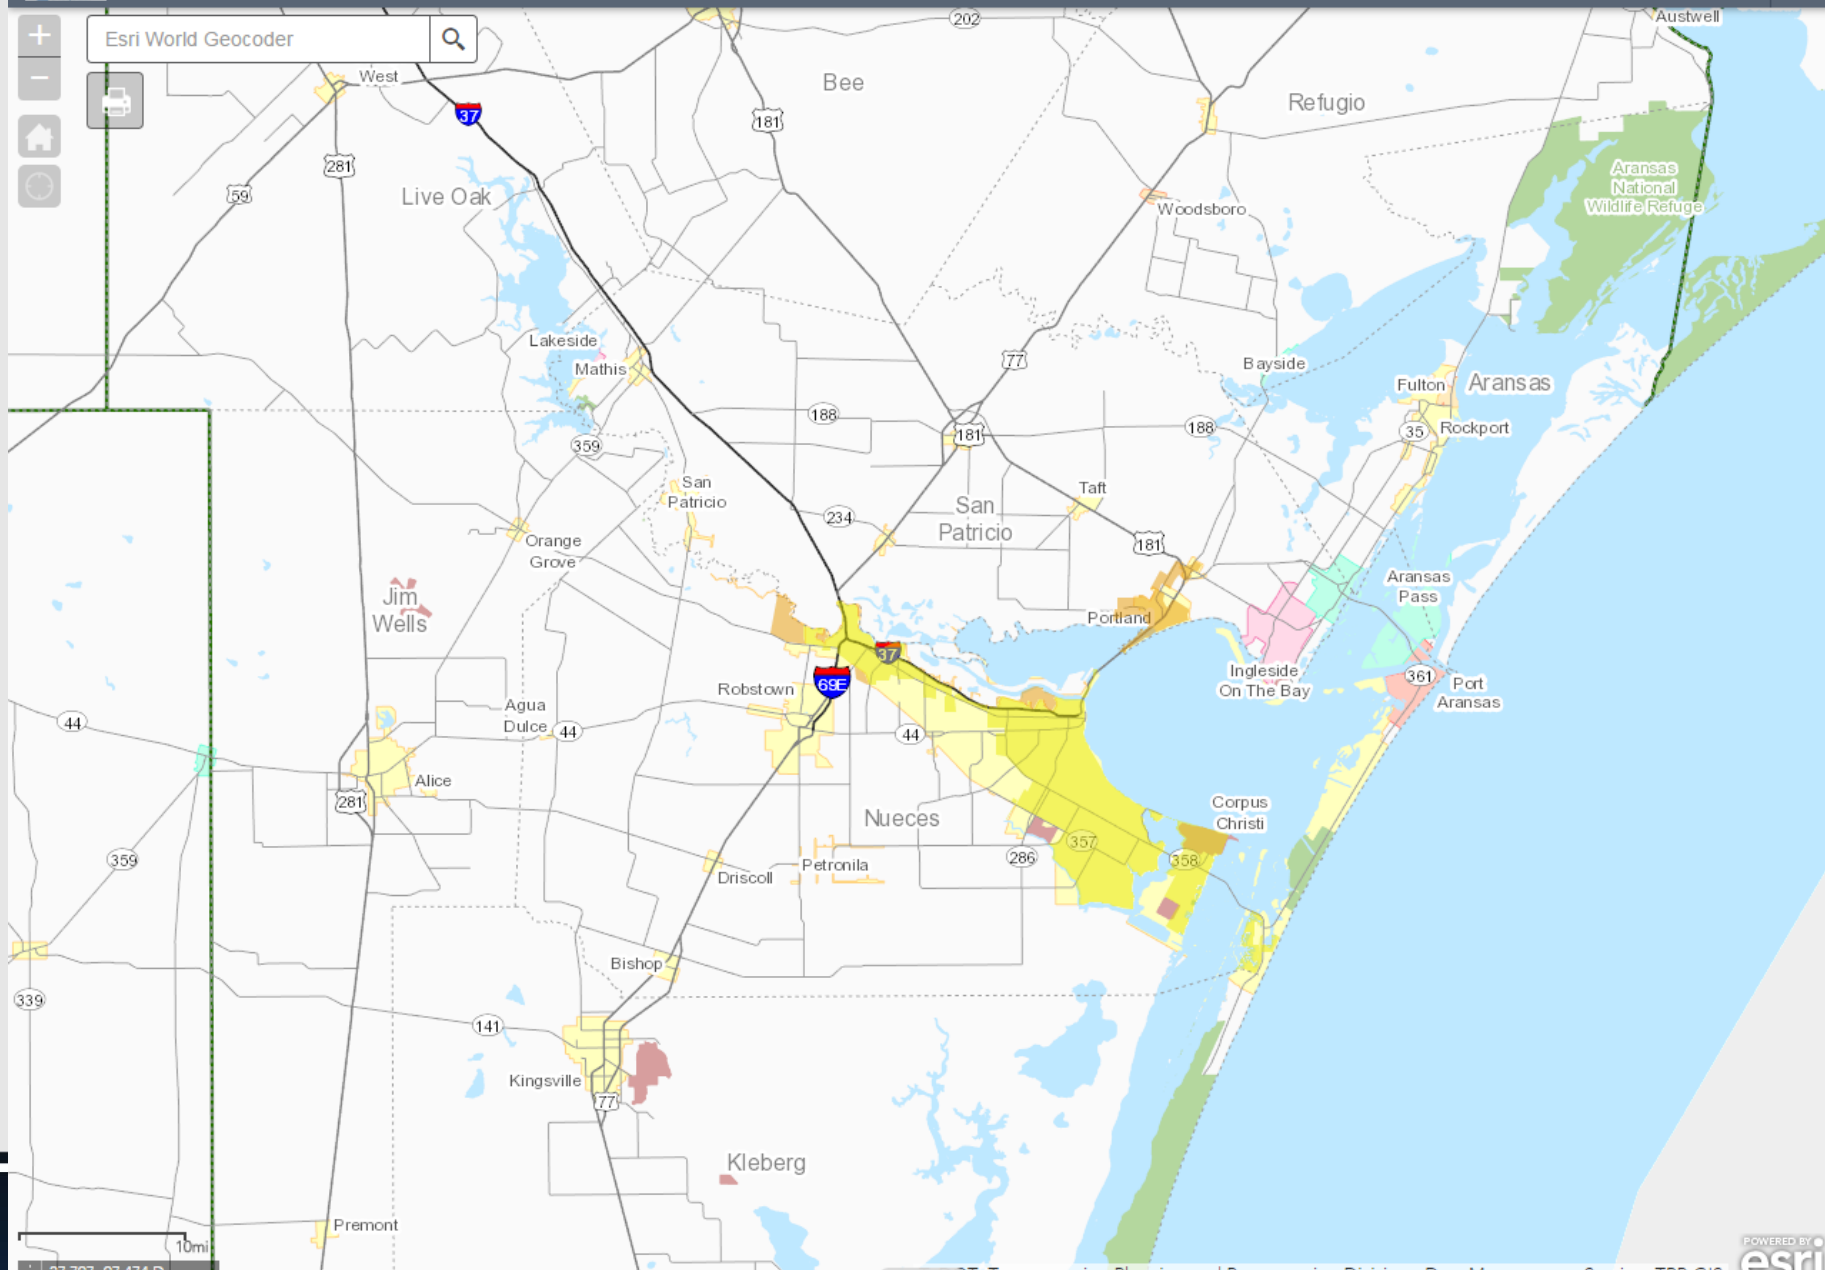 202
Austwell
Esri World Geocoder
West
Bee
37
181
Refugio
281
59
Live Oak
Aransas
National
Wildlife Refuge
Woodsboro
Lakeside
Mathis
77
Bayside
Fulton
Aransas
188
181
188
35
Rockport
359
San
Patricio
Taft
234
San
Patricio
181
Orange
Grove
Jim
Wells
Aransas
Pass
Portland
37
69E
Robstown
Ingleside
On The Bay
361
Port
Aransas
Agua
Dulce
44
44
44
Alice
281
Nueces
Corpus
Christi
357
358
286
359
Petronila
Driscoll
Bishop
339
141
Kingsville
77
Kleberg
Premont
10mi
POWERED BY
esri